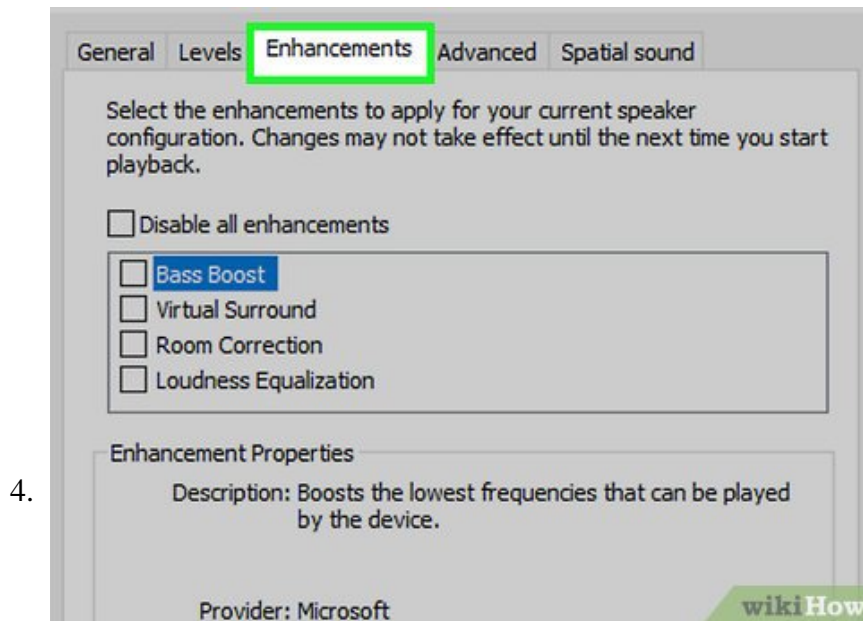 General Levels Enhancements Advanced Spatial sound
Select the enhancements to apply for your current speaker
configuration. Changes may not take effect until the next time you start
playback.
Disable all enhancements
Bass Boost
Virtual Surround
Room Correction
Loudness Equalization
Enhancement Properties
4.
Description: Boosts the lowest frequencies that can be played
by the device.
Provider: Microsoft
wikiHow